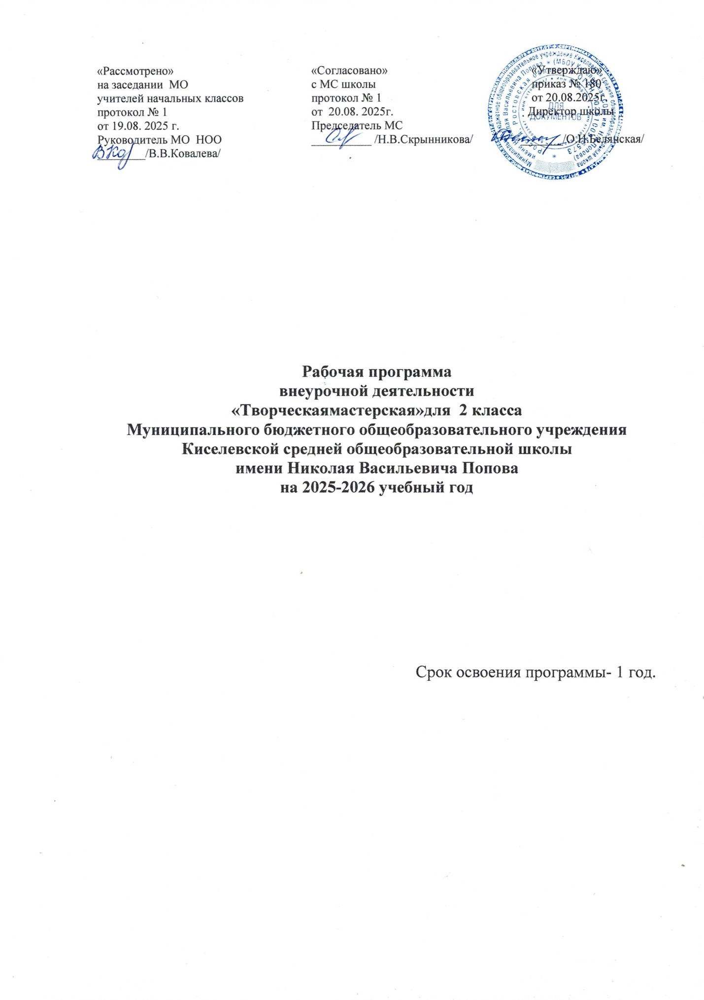 «Рассмотрено»
на заседании  МО
учителей начальных классов
протокол № 1
от 19.08. 2025 г.
Руководитель МО  НОО
________/В.В.Ковалева/
«Согласовано»
с МС школы
протокол № 1
от  20.08. 2025г.
Председатель МС
__________ /Н.В.Скрынникова/
«Утверждаю»
приказ № 180
от 20.08.2025г.
Директор школы
/О.И.Белянская/
ДЛЯ
ДОКУМЕНТОВ
Рабочая программа
внеурочной деятельности
«Творческаямастерская»для  2 класса
Муниципального бюджетного общеобразовательного учреждения
Киселевской средней общеобразовательной школы
имени Николая Васильевича Попова
на 2025-2026 учебный год
Срок освоения программы- 1 год.